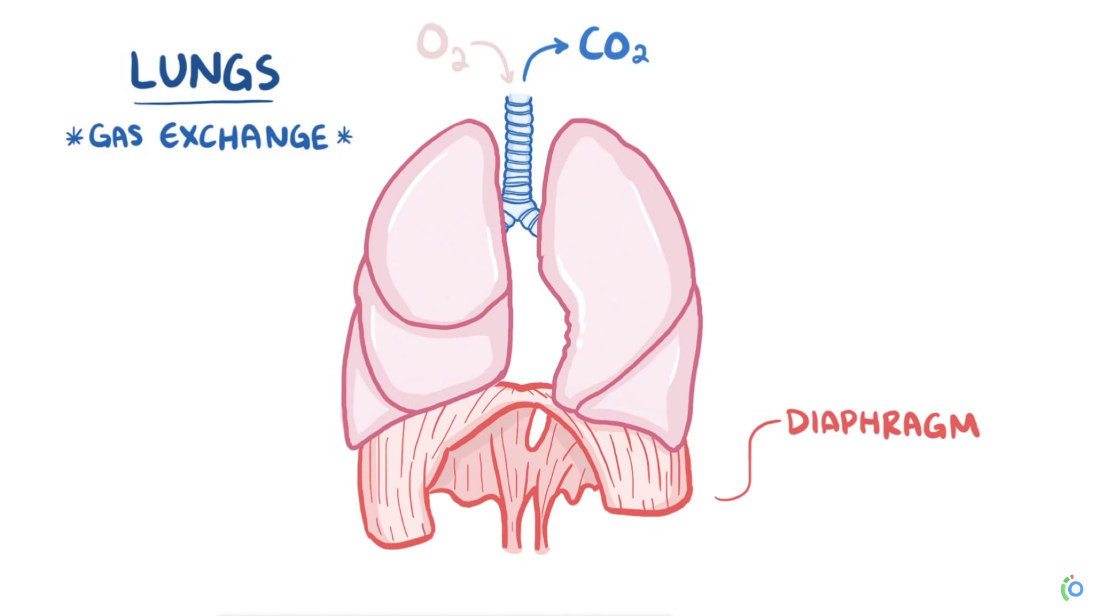 O₂
CO₂
LUNGS
*GAS EXCHANGE*
DIAPHRAGM